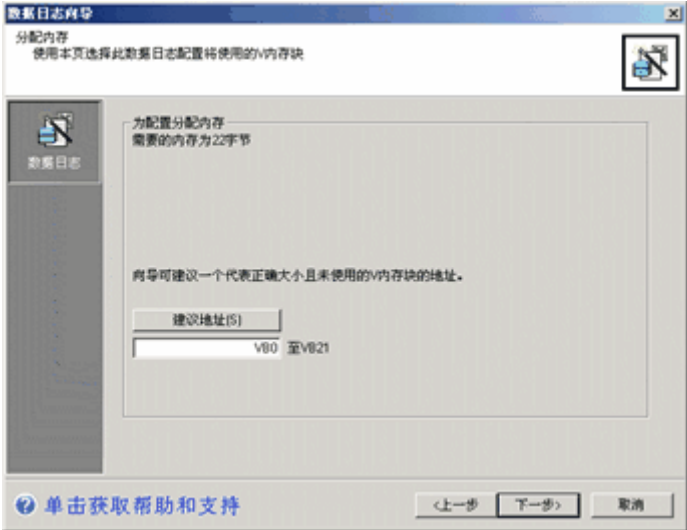 数据日志向导
分配内存
使用本页选择此数据日志配置将使用的V内存块
数据日志
为配置分配内存
需要的内存为22字节
向导可建议一个代表正确大小且未使用的V内存块的地址。
建议地址(S)
VB0 至VB21
单击获取帮助和支持
<上一步 下一步> 取消